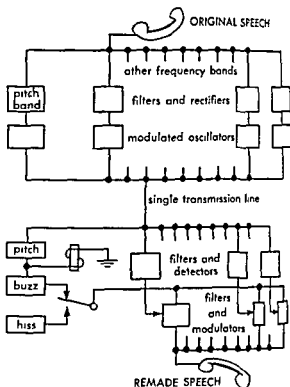 ORIGINAL SPEECH
other frequency bands
pitch
band
filters and rectifiers
modulated oscillators
single transmission line
pitch
filters and
detectors
buzz
filters
and
modulators
hiss
REMADE SPEECH